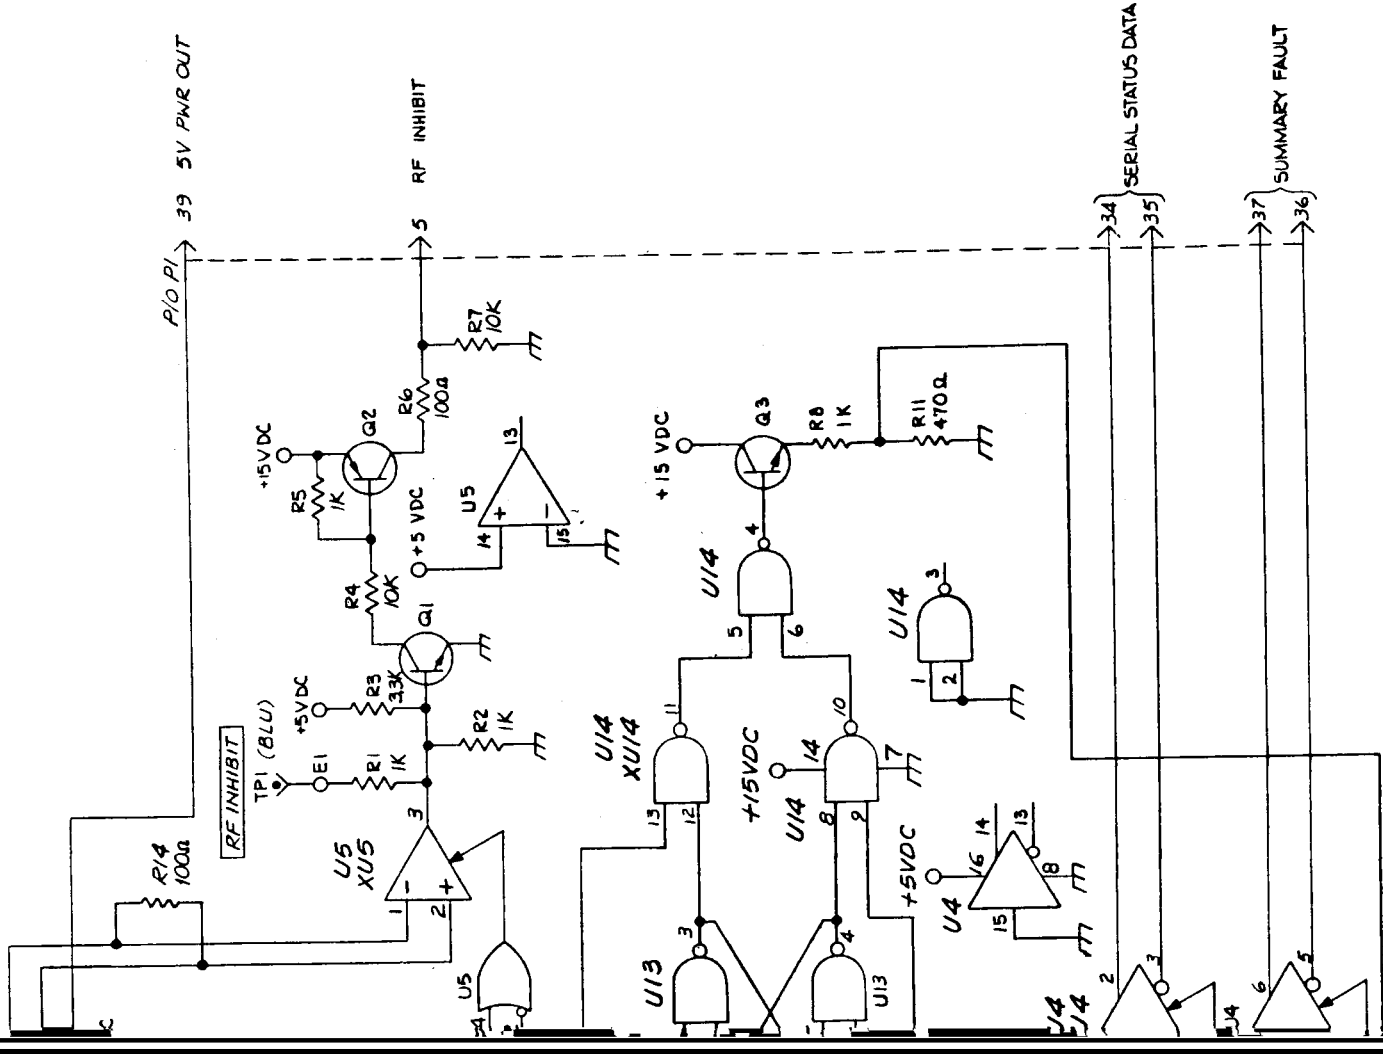 P/O P1
39 5V PWR OUT
5 RF INHIBIT
34
35
SERIAL STATUS DATA
37
36
SUMMARY FAULT
R14
100Ω
RF INHIBIT
TP1 (BLU)
E1
R1
1K
+5VDC
R3
3.3K
R2
1K
Q1
R4
10K
R5
1K
+15VDC
Q2
R6
100Ω
R7
10K
U5
XU5
1
2
3
-
+
U5
+5 VDC
U5
14
15
13
+
-
U13
3
U13
4
U14
XU14
13
12
11
+15VDC
U14
14
8
9
10
7
U14
5
6
4
+15 VDC
Q3
R8
1K
R11
470Ω
U14
1
2
3
+5VDC
U4
16
15
14
13
8
U4
U4
2
3
U4
6
5